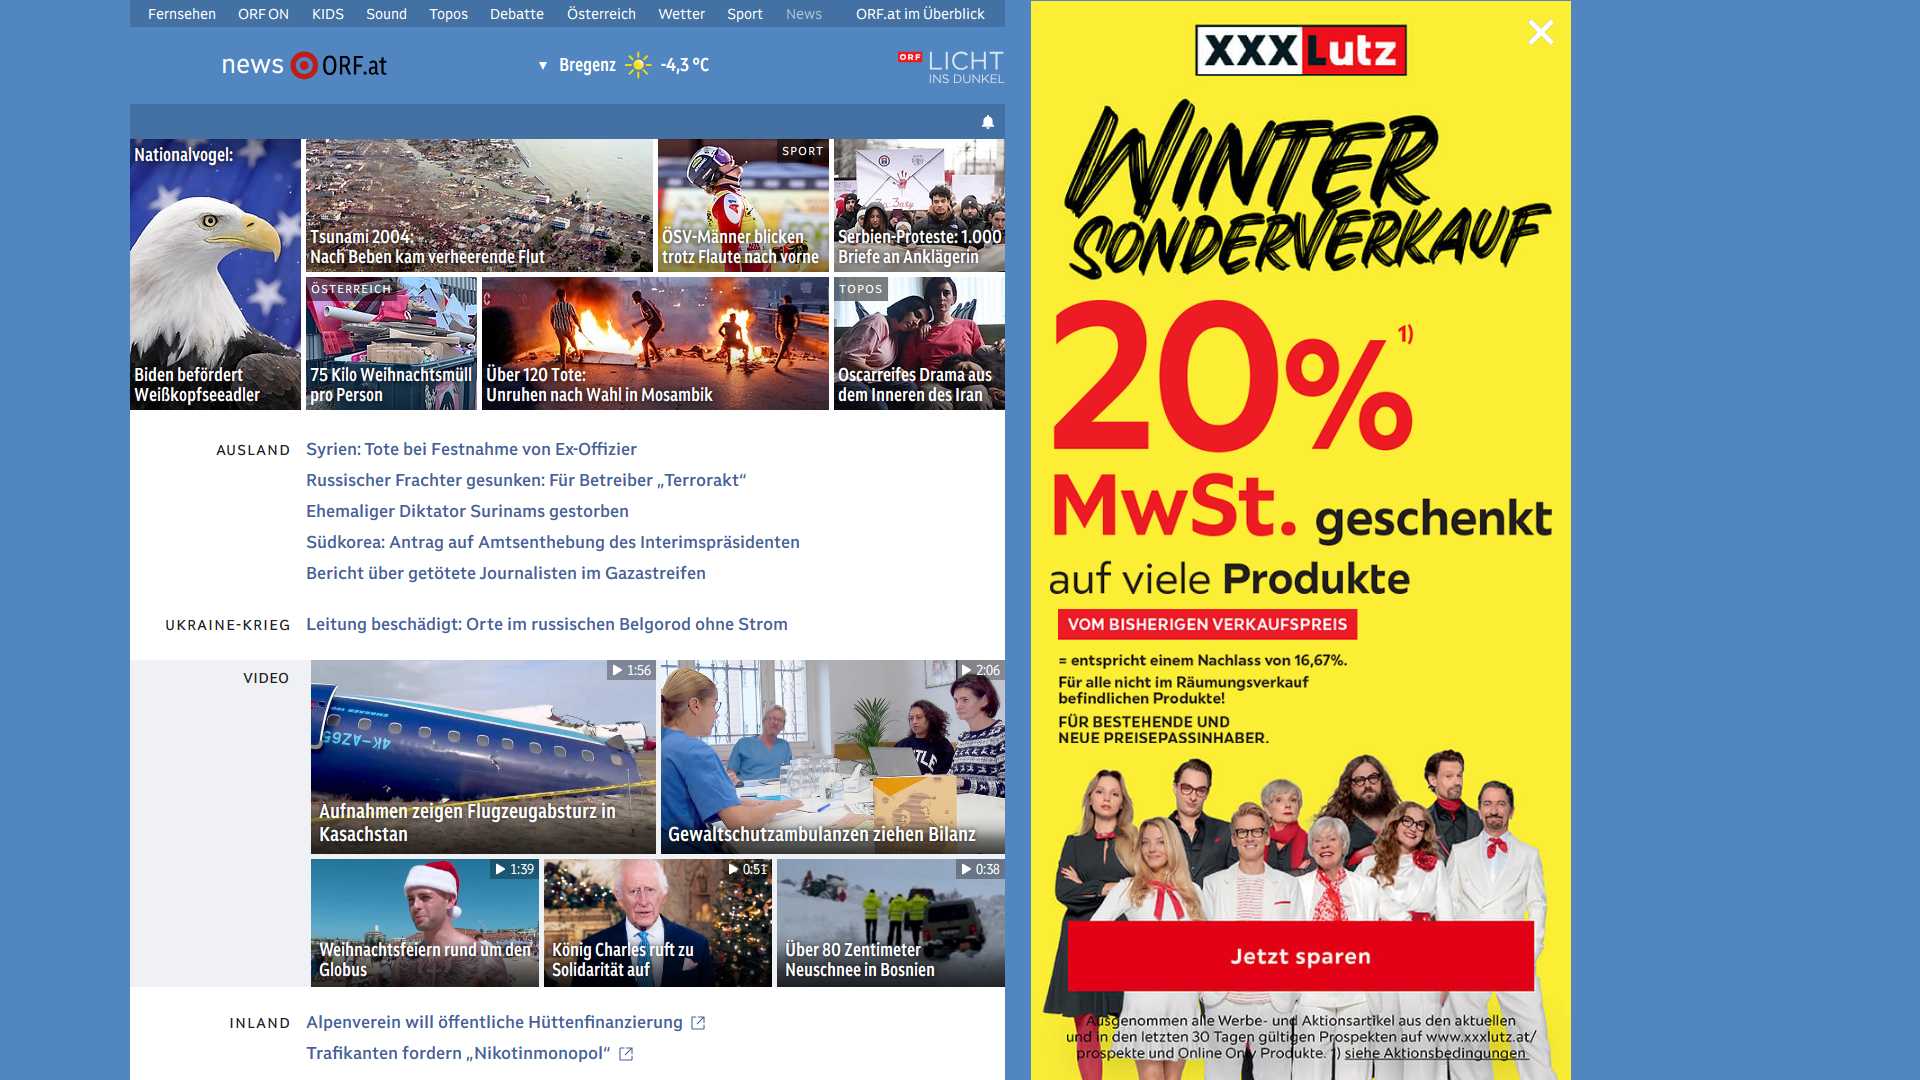 Fernsehen ORF ON KIDS Sound Topos Debatte Österreich Wetter Sport News ORF.at im Überblick
news ORF.at
Bregenz -4,3 °C
ORF LICHT
INS DUNKEL
Nationalvogel:
Biden befördert
Weißkopfseeadler
Tsunami 2004:
Nach Beben kam verheerende Flut
SPORT
ÖSV-Männer blicken
trotz Flaute nach vorne
Serbien-Proteste: 1.000
Briefe an Anklägerin
ÖSTERREICH
75 Kilo Weihnachtsmüll
pro Person
Über 120 Tote:
Unruhen nach Wahl in Mosambik
TOPOS
Oscarreifes Drama aus
dem Inneren des Iran
AUSLAND
Syrien: Tote bei Festnahme von Ex-Offizier
Russischer Frachter gesunken: Für Betreiber „Terrorakt“
Ehemaliger Diktator Surinams gestorben
Südkorea: Antrag auf Amtsenthebung des Interimspräsidenten
Bericht über getötete Journalisten im Gazastreifen
UKRAINE-KRIEG
Leitung beschädigt: Orte im russischen Belgorod ohne Strom
VIDEO
1:56
4K-AZ65
Aufnahmen zeigen Flugzeugabsturz in
Kasachstan
2:06
Gewaltschutzambulanzen ziehen Bilanz
1:39
Weihnachtsfeiern rund um den
Globus
0:51
König Charles ruft zu
Solidarität auf
0:38
Über 80 Zentimeter
Neuschnee in Bosnien
INLAND
Alpenverein will öffentliche Hüttenfinanzierung
Trafikanten fordern „Nikotinmonopol“
XXXLutz
WINTER
SONDERVERKAUF
20% 1)
MwSt. geschenkt
auf viele Produkte
VOM BISHERIGEN VERKAUFSPREIS
= entspricht einem Nachlass von 16,67%.
Für alle nicht im Räumungsverkauf
befindlichen Produkte!
FÜR BESTEHENDE UND
NEUE PREISEPASSINHABER.
Jetzt sparen
Ausgenommen alle Werbe- und Aktionsartikel aus den aktuellen
und in den letzten 30 Tagen gültigen Prospekten auf www.xxxlutz.at/
prospekte und Online Only Produkte. 1) siehe Aktionsbedingungen